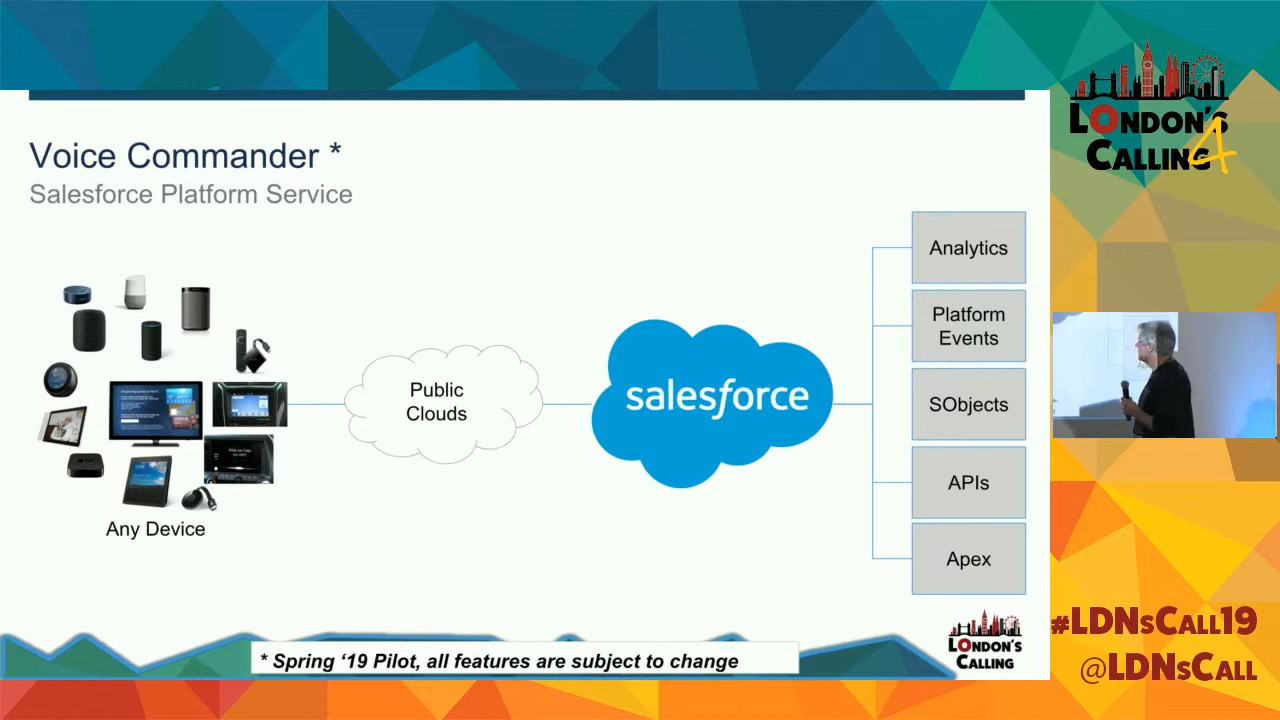 Voice Commander *
Salesforce Platform Service
Any Device
Public
Clouds
salesforce
Analytics
Platform
Events
SObjects
APIs
Apex
* Spring ‘19 Pilot, all features are subject to change
LONDON'S
CALLING
LONDON'S
CALLING 4
#LDNSCALL19
@LDNSCALL